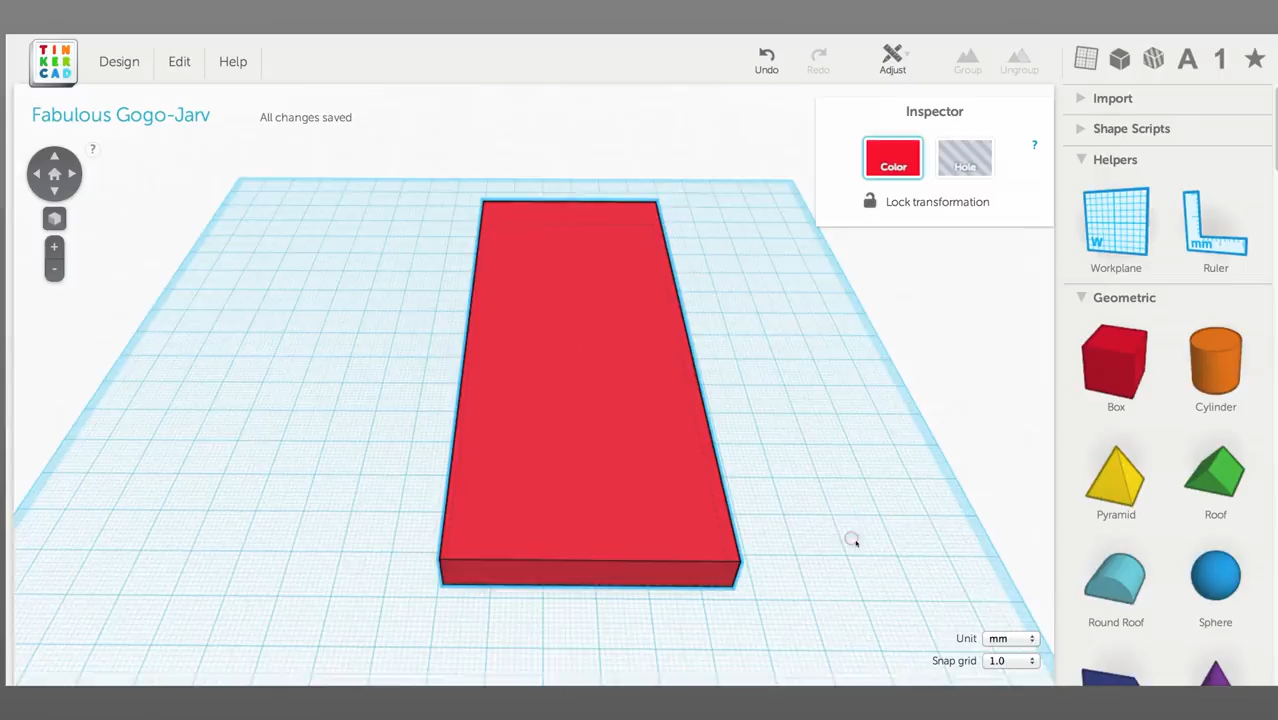 TIN
KER
CAD
Design
Edit
Help
Undo
Redo
Adjust
Group
Ungroup
A
1
Fabulous Gogo-Jarv
All changes saved
?
+
-
Inspector
Color
Hole
?
Lock transformation
Import
Shape Scripts
Helpers
W
mm
Workplane
Ruler
Geometric
Box
Cylinder
Pyramid
Roof
Round Roof
Sphere
Unit
mm
Snap grid
1.0